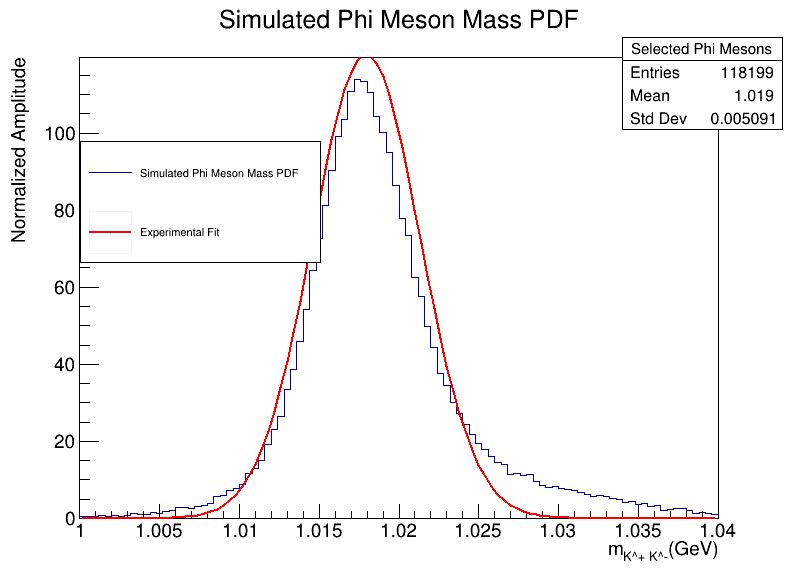 Simulated Phi Meson Mass PDF
Selected Phi Mesons
Entries 118199
Mean 1.019
Std Dev 0.005091
Normalized Amplitude
100
80
60
40
20
0
Simulated Phi Meson Mass PDF
Experimental Fit
1 1.005 1.01 1.015 1.02 1.025 1.03 1.035 1.04
m_{K^+ K^-}(GeV)